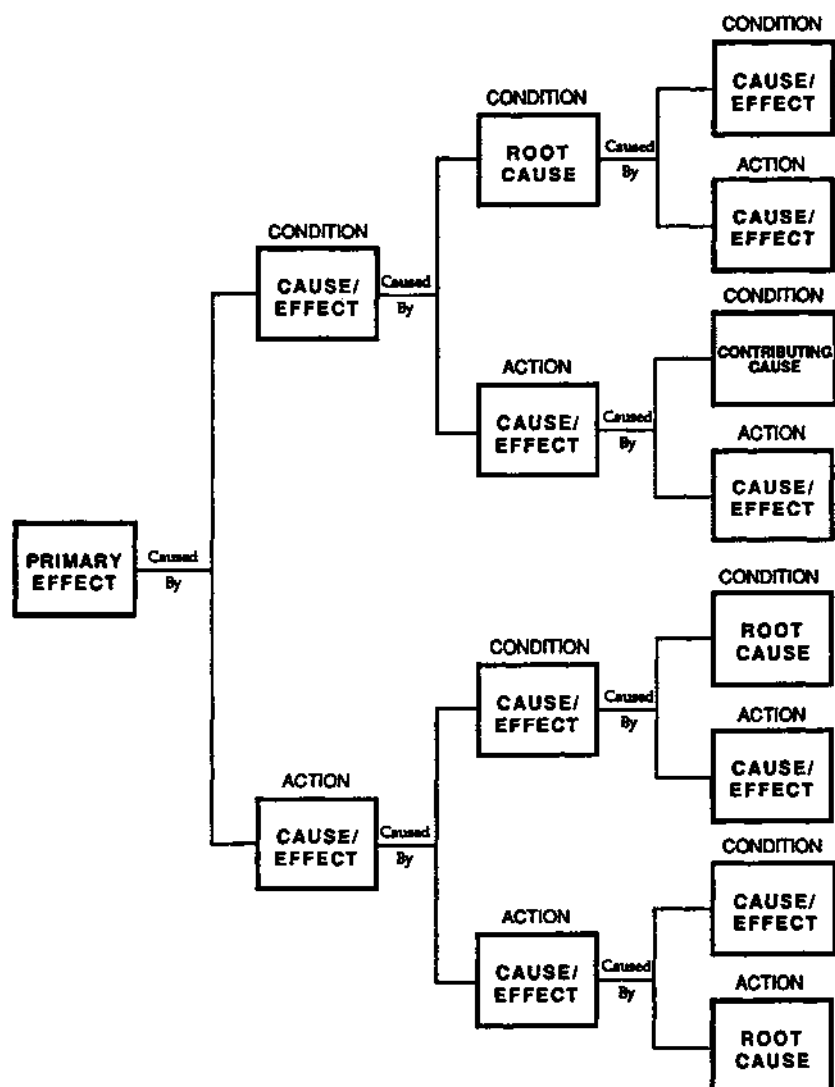 CONDITION
CAUSE/
EFFECT
CONDITION
ROOT
CAUSE
Caused
By
ACTION
CAUSE/
EFFECT
CONDITION
CAUSE/
EFFECT
Caused
By
CONDITION
CONTRIBUTING
CAUSE
ACTION
CAUSE/
EFFECT
Caused
By
ACTION
CAUSE/
EFFECT
PRIMARY
EFFECT
Caused
By
CONDITION
ROOT
CAUSE
CONDITION
CAUSE/
EFFECT
Caused
By
ACTION
CAUSE/
EFFECT
ACTION
CAUSE/
EFFECT
Caused
By
CONDITION
CAUSE/
EFFECT
ACTION
CAUSE/
EFFECT
Caused
By
ACTION
ROOT
CAUSE